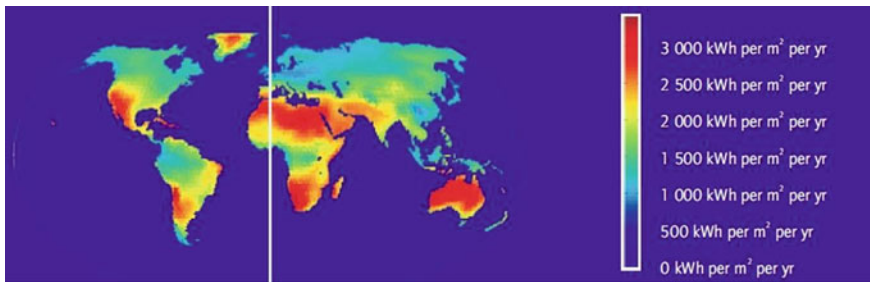 3 000 kWh per m² per yr
2 500 kWh per m² per yr
2 000 kWh per m² per yr
1 500 kWh per m² per yr
1 000 kWh per m² per yr
500 kWh per m² per yr
0 kWh per m² per yr